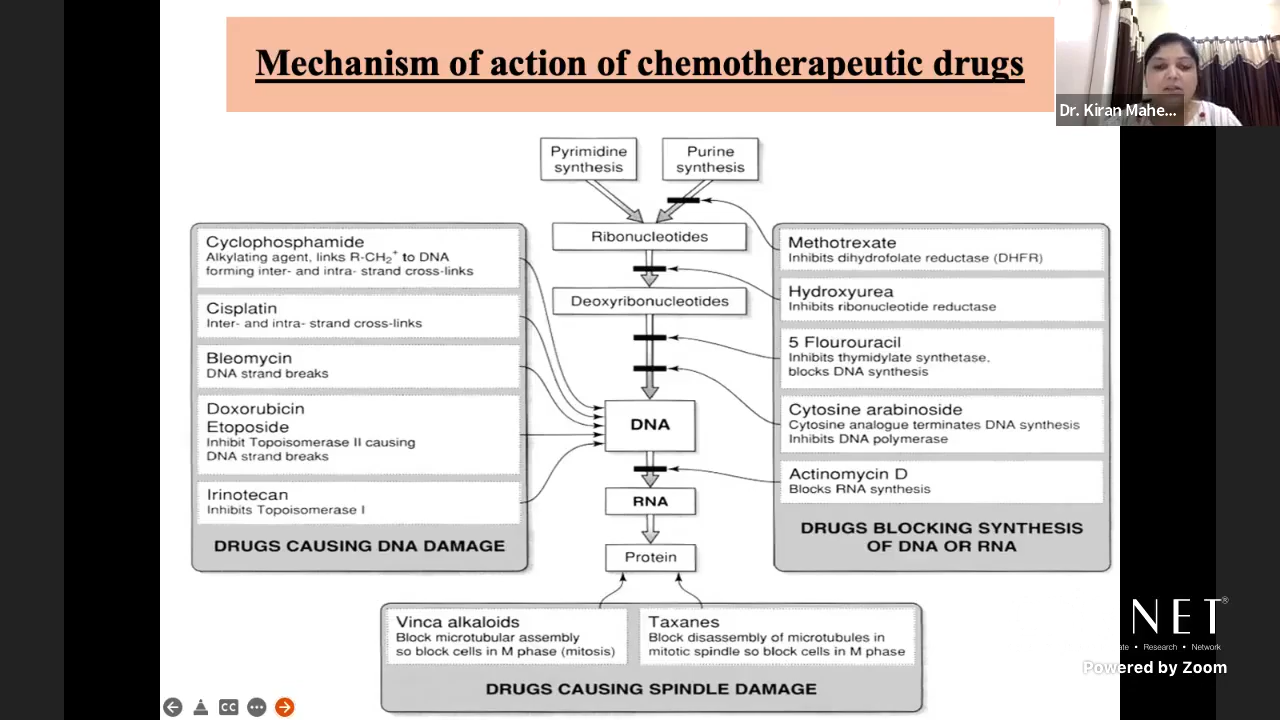 Mechanism of action of chemotherapeutic drugs
Dr. Kiran Mahe...
Pyrimidine
synthesis
Purine
synthesis
Ribonucleotides
Deoxyribonucleotides
DNA
RNA
Protein
Cyclophosphamide
Alkylating agent, links R-CH₂⁺ to DNA
forming inter- and intra- strand cross-links
Cisplatin
Inter- and intra- strand cross-links
Bleomycin
DNA strand breaks
Doxorubicin
Etoposide
Inhibit Topoisomerase II causing
DNA strand breaks
Irinotecan
Inhibits Topoisomerase I
DRUGS CAUSING DNA DAMAGE
Methotrexate
Inhibits dihydrofolate reductase (DHFR)
Hydroxyurea
Inhibits ribonucleotide reductase
5 Flourouracil
Inhibits thymidylate synthetase,
blocks DNA synthesis
Cytosine arabinoside
Cytosine analogue terminates DNA synthesis
Inhibits DNA polymerase
Actinomycin D
Blocks RNA synthesis
DRUGS BLOCKING SYNTHESIS
OF DNA OR RNA
Vinca alkaloids
Block microtubular assembly
so block cells in M phase (mitosis)
Taxanes
Block disassembly of microtubules in
mitotic spindle so block cells in M phase
DRUGS CAUSING SPINDLE DAMAGE
CC
NET®
ate • Research • Network
Powered by Zoom